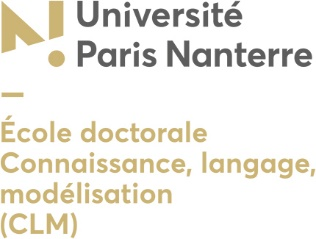 Université
Paris Nanterre
École doctorale
Connaissance, langage,
modélisation
(CLM)